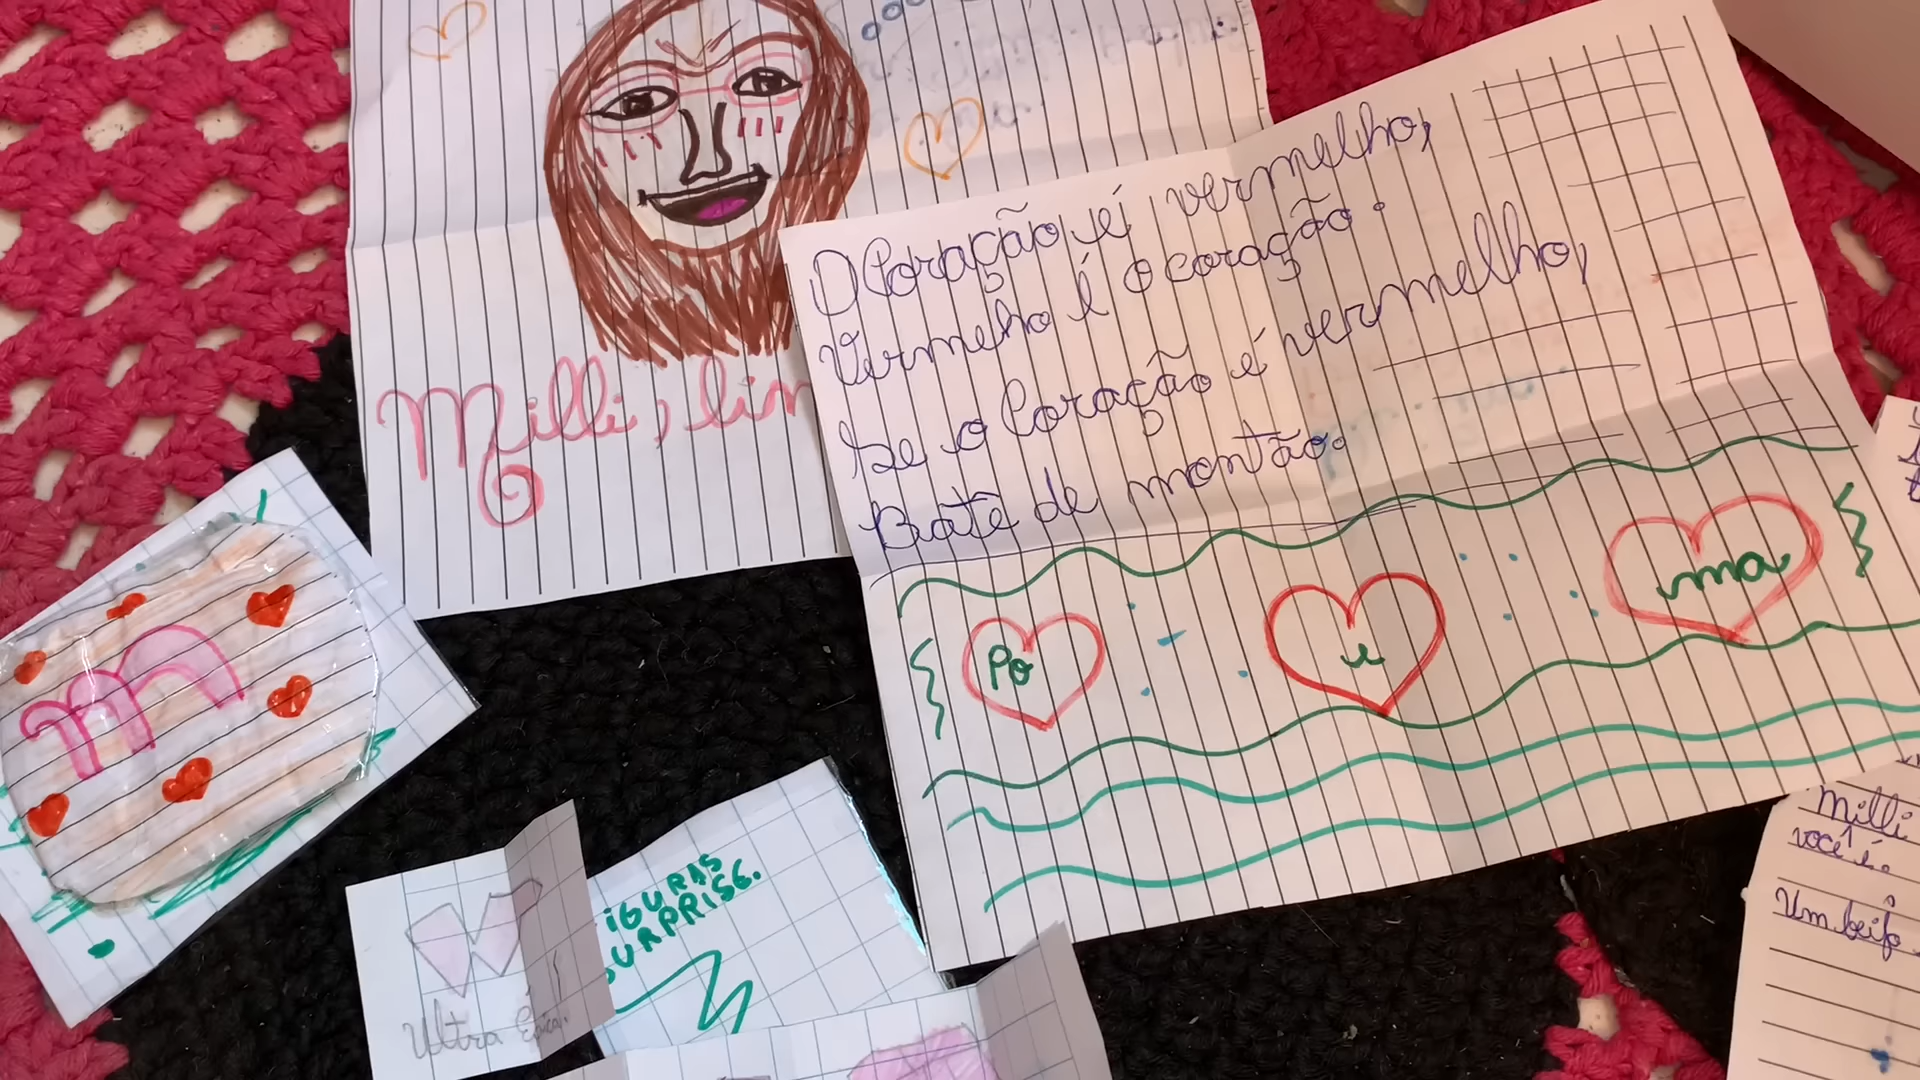 Milli, lin
O Coração é vermelho,
Vermelho é o coração.
Se o Coração é vermelho,
Bate de montão.
Po e ma
m
FIGURAS
SURPRISE.
Ultra
Milli
você é.
Um beijo